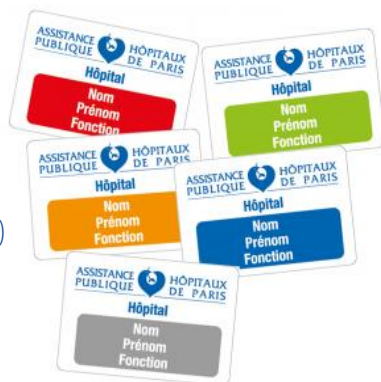 ASSISTANCE HÔPITAUX
PUBLIQUE DE PARIS
Hôpital
Nom
Prénom
Fonction
ASSISTANCE HÔPITAUX
PUBLIQUE DE PARIS
Hôpital
Nom
Prénom
Fonction
ASSISTANCE HÔPITAUX
PUBLIQUE DE PARIS
Hôpital
Nom
Prénom
Fonction
ASSISTANCE HÔPITAUX
PUBLIQUE DE PARIS
Hôpital
Nom
Prénom
Fonction
ASSISTANCE HÔPITAUX
PUBLIQUE DE PARIS
Hôpital
Nom
Prénom
Fonction
)